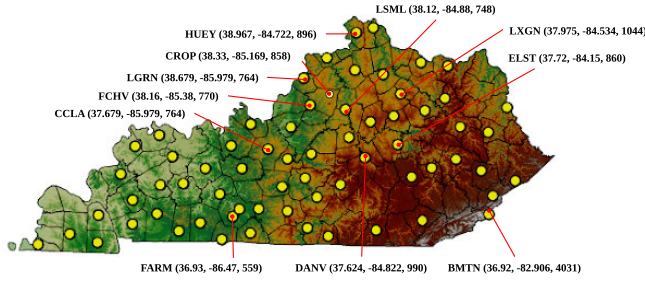 LSML (38.12, -84.88, 748)
HUEY (38.967, -84.722, 896)
LXGN (37.975, -84.534, 1044)
CROP (38.33, -85.169, 858)
ELST (37.72, -84.15, 860)
LGRN (38.679, -85.979, 764)
FCHV (38.16, -85.38, 770)
CCLA (37.679, -85.979, 764)
FARM (36.93, -86.47, 559)
DANV (37.624, -84.822, 990)
BMTN (36.92, -82.906, 4031)